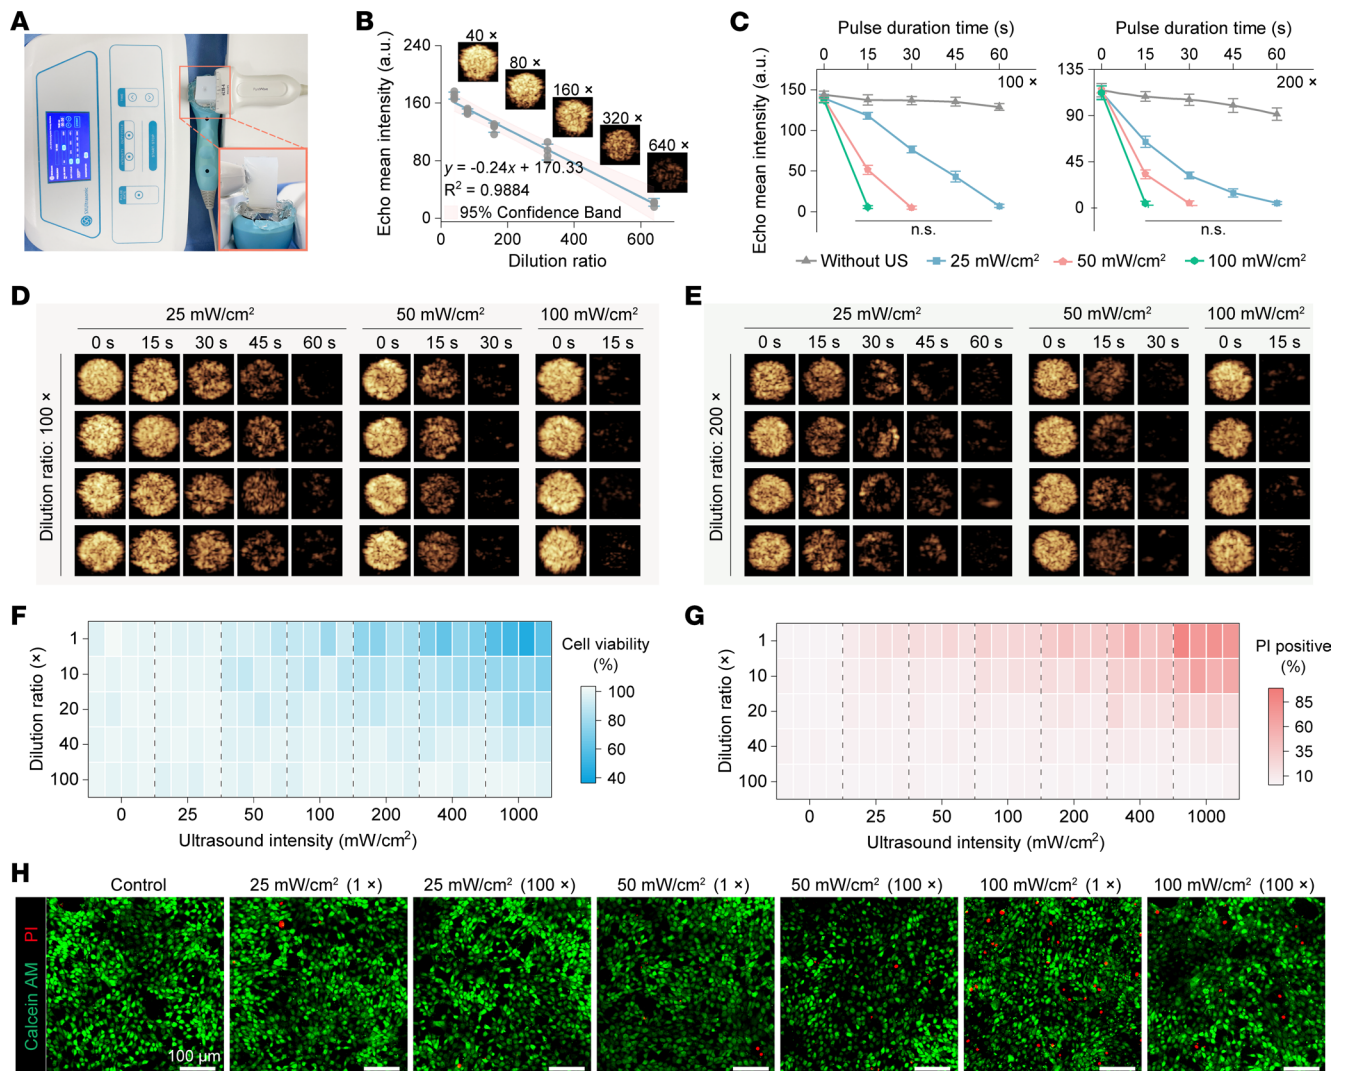 A
B
Echo mean intensity (a.u.)
240
160
80
0
40 ×
80 ×
160 ×
320 ×
640 ×
y = -0.24x + 170.33
R² = 0.9884
95% Confidence Band
0
200
400
600
Dilution ratio
C
Pulse duration time (s)
0
15
30
45
60
100 ×
Echo mean intensity (a.u.)
150
100
50
0
n.s.
Pulse duration time (s)
0
15
30
45
60
200 ×
135
90
45
0
n.s.
Without US
25 mW/cm²
50 mW/cm²
100 mW/cm²
D
25 mW/cm²
50 mW/cm²
100 mW/cm²
0 s
15 s
30 s
45 s
60 s
0 s
15 s
30 s
0 s
15 s
Dilution ratio: 100 ×
E
25 mW/cm²
50 mW/cm²
100 mW/cm²
0 s
15 s
30 s
45 s
60 s
0 s
15 s
30 s
0 s
15 s
Dilution ratio: 200 ×
F
Dilution ratio (×)
1
10
20
40
100
0
25
50
100
200
400
1000
Ultrasound intensity (mW/cm²)
Cell viability
(%)
100
80
60
40
G
Dilution ratio (×)
1
10
20
40
100
0
25
50
100
200
400
1000
Ultrasound intensity (mW/cm²)
PI positive
(%)
85
60
35
10
H
Control
25 mW/cm² (1 ×)
25 mW/cm² (100 ×)
50 mW/cm² (1 ×)
50 mW/cm² (100 ×)
100 mW/cm² (1 ×)
100 mW/cm² (100 ×)
Calcein AM PI
100 µm